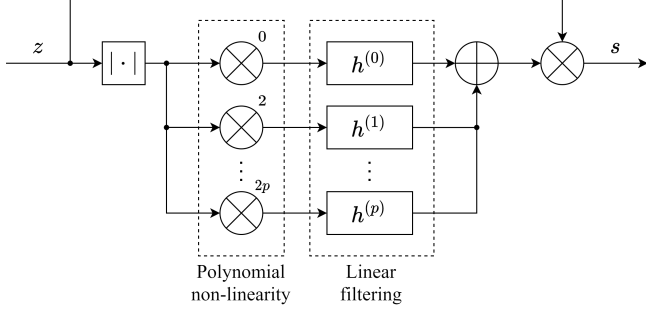 z
| · |
0
h^{(0)}
s
2
h^{(1)}
⋮ ⋮
2p
h^{(p)}
Polynomial
non-linearity
Linear
filtering